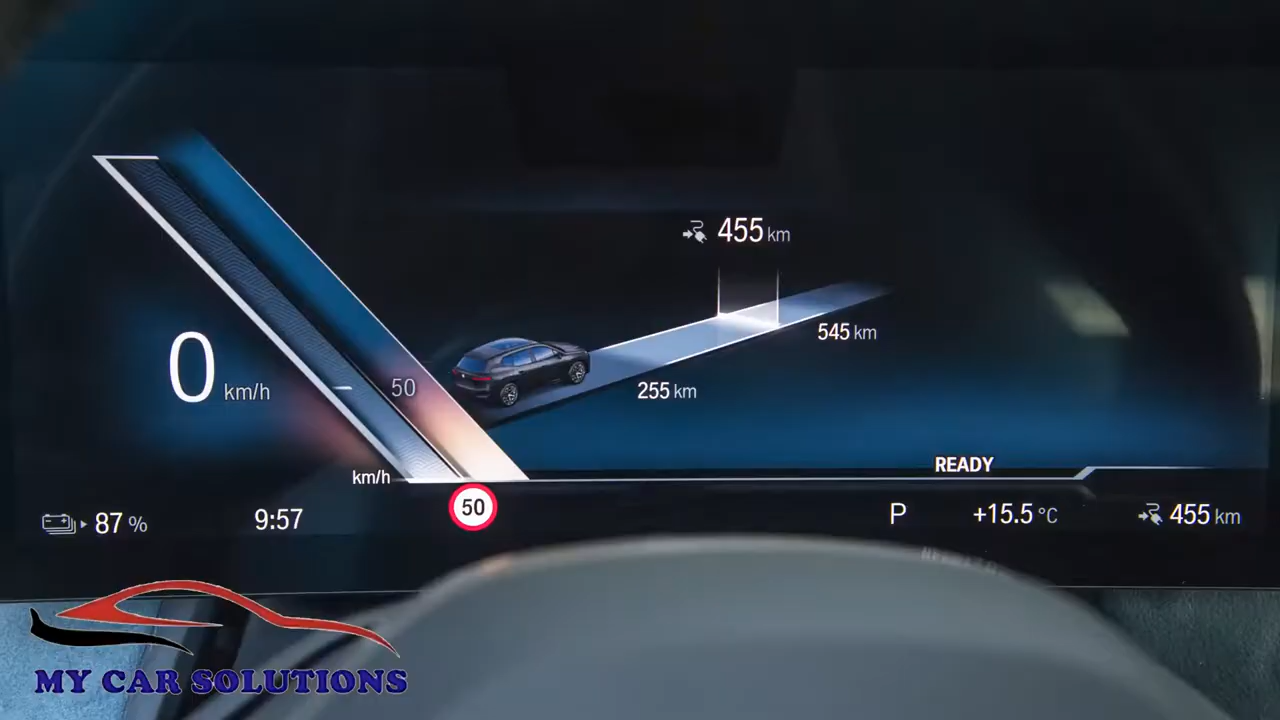 455 km
545 km
0 km/h
50
255 km
km/h
READY
87 %
9:57
50
P
+15.5 °C
455 km
MY CAR SOLUTIONS